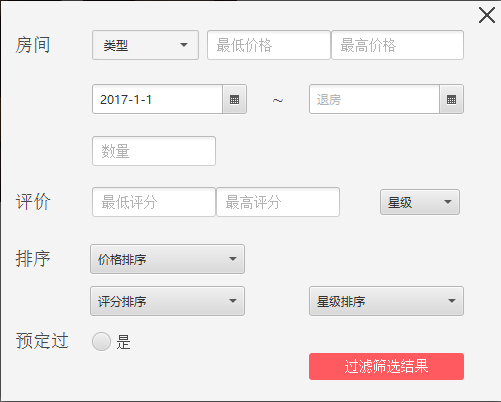 房间 类型 最低价格 最高价格
2017-1-1 ~ 退房
数量
评价 最低评分 最高评分 星级
排序 价格排序
评分排序 星级排序
预定过 是
过滤筛选结果